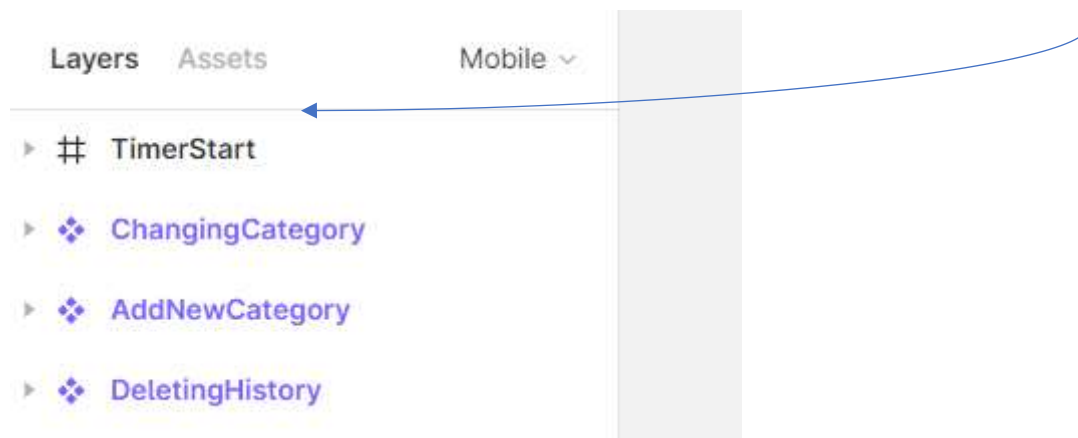 Layers Assets Mobile
TimerStart
ChangingCategory
AddNewCategory
DeletingHistory